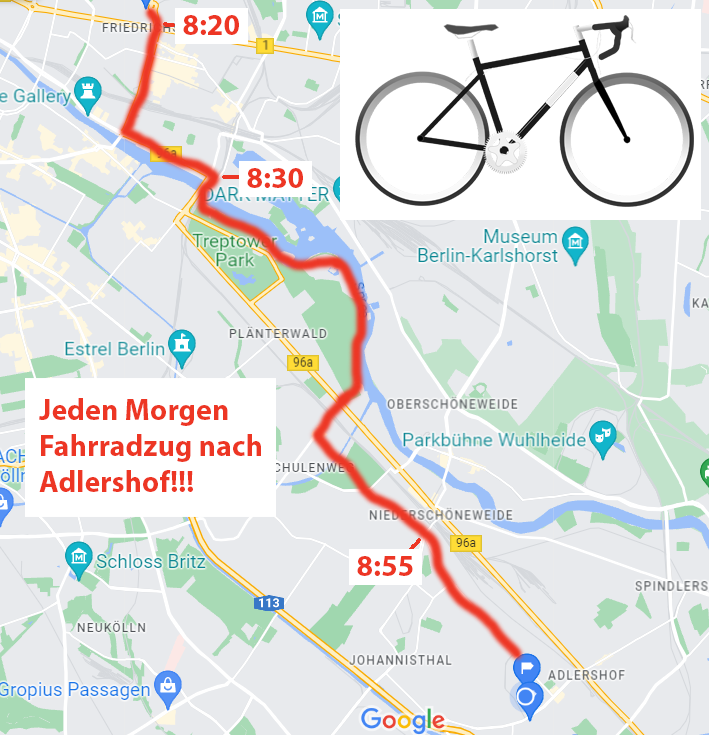 FRIEDRICHS
8:20
1
S
e Gallery
96a
8:30
DARK MATTER
Treptower
Park
Museum
Berlin-Karlshorst
KA
PLÄNTERWALD
Estrel Berlin
96a
Jeden Morgen
Fahrradzug nach
Adlershof!!!
OBERSCHÖNEWEIDE
Parkbühne Wuhlheide
CHULENWE
NIEDERSCHÖNEWEIDE
96a
8:55
Schloss Britz
SPINDLERS
113
NEUKÖLLN
JOHANNISTHAL
ADLERSHOF
Gropius Passagen
Google